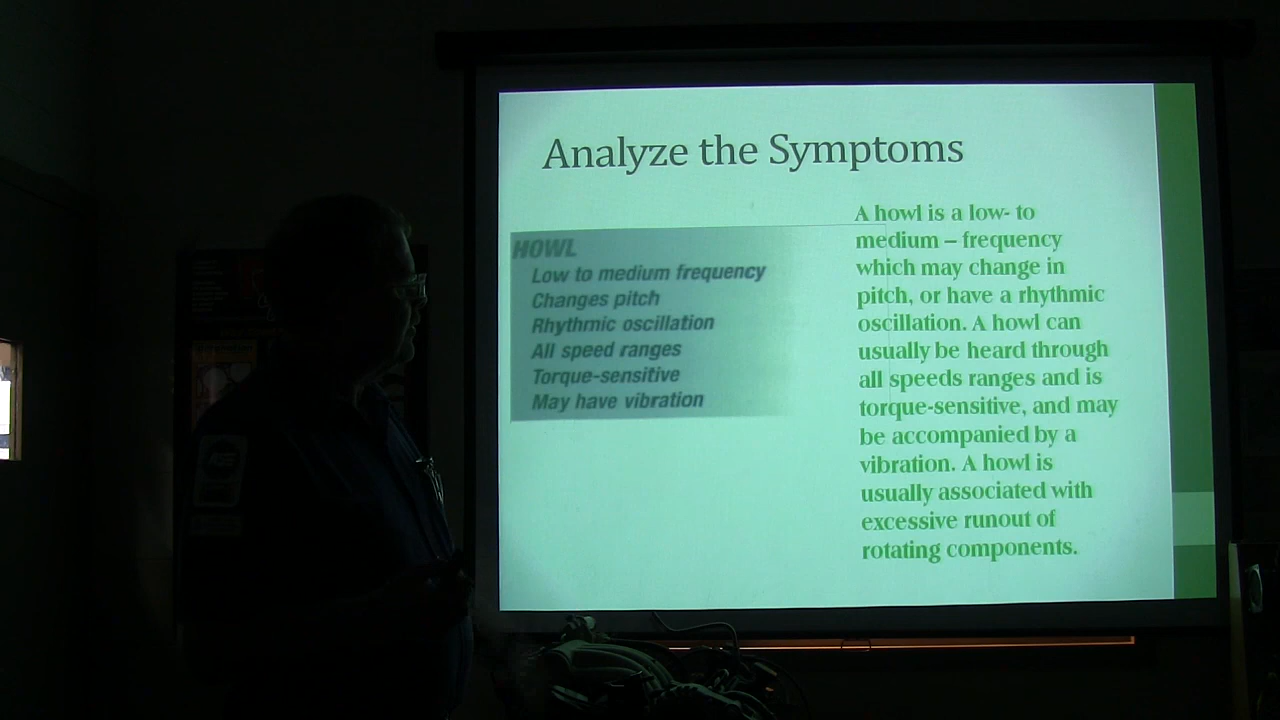 Analyze the Symptoms
HOWL
Low to medium frequency
Changes pitch
Rhythmic oscillation
All speed ranges
Torque-sensitive
May have vibration
A howl is a low- to
medium – frequency
which may change in
pitch, or have a rhythmic
oscillation. A howl can
usually be heard through
all speeds ranges and is
torque-sensitive, and may
be accompanied by a
vibration. A howl is
usually associated with
excessive runout of
rotating components.